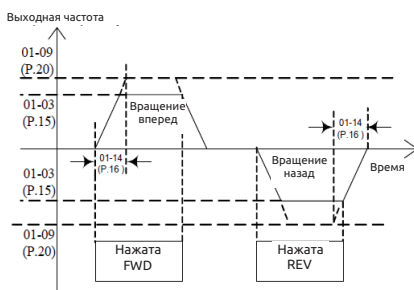 Выходная частота
01-09
(P.20)
01-03
(P.15)
Вращение
вперед
01-14
(P.16 )
01-14
(P.16 )
Вращение
назад
Время
01-03
(P.15)
01-09
(P.20)
Нажата
FWD
Нажата
REV